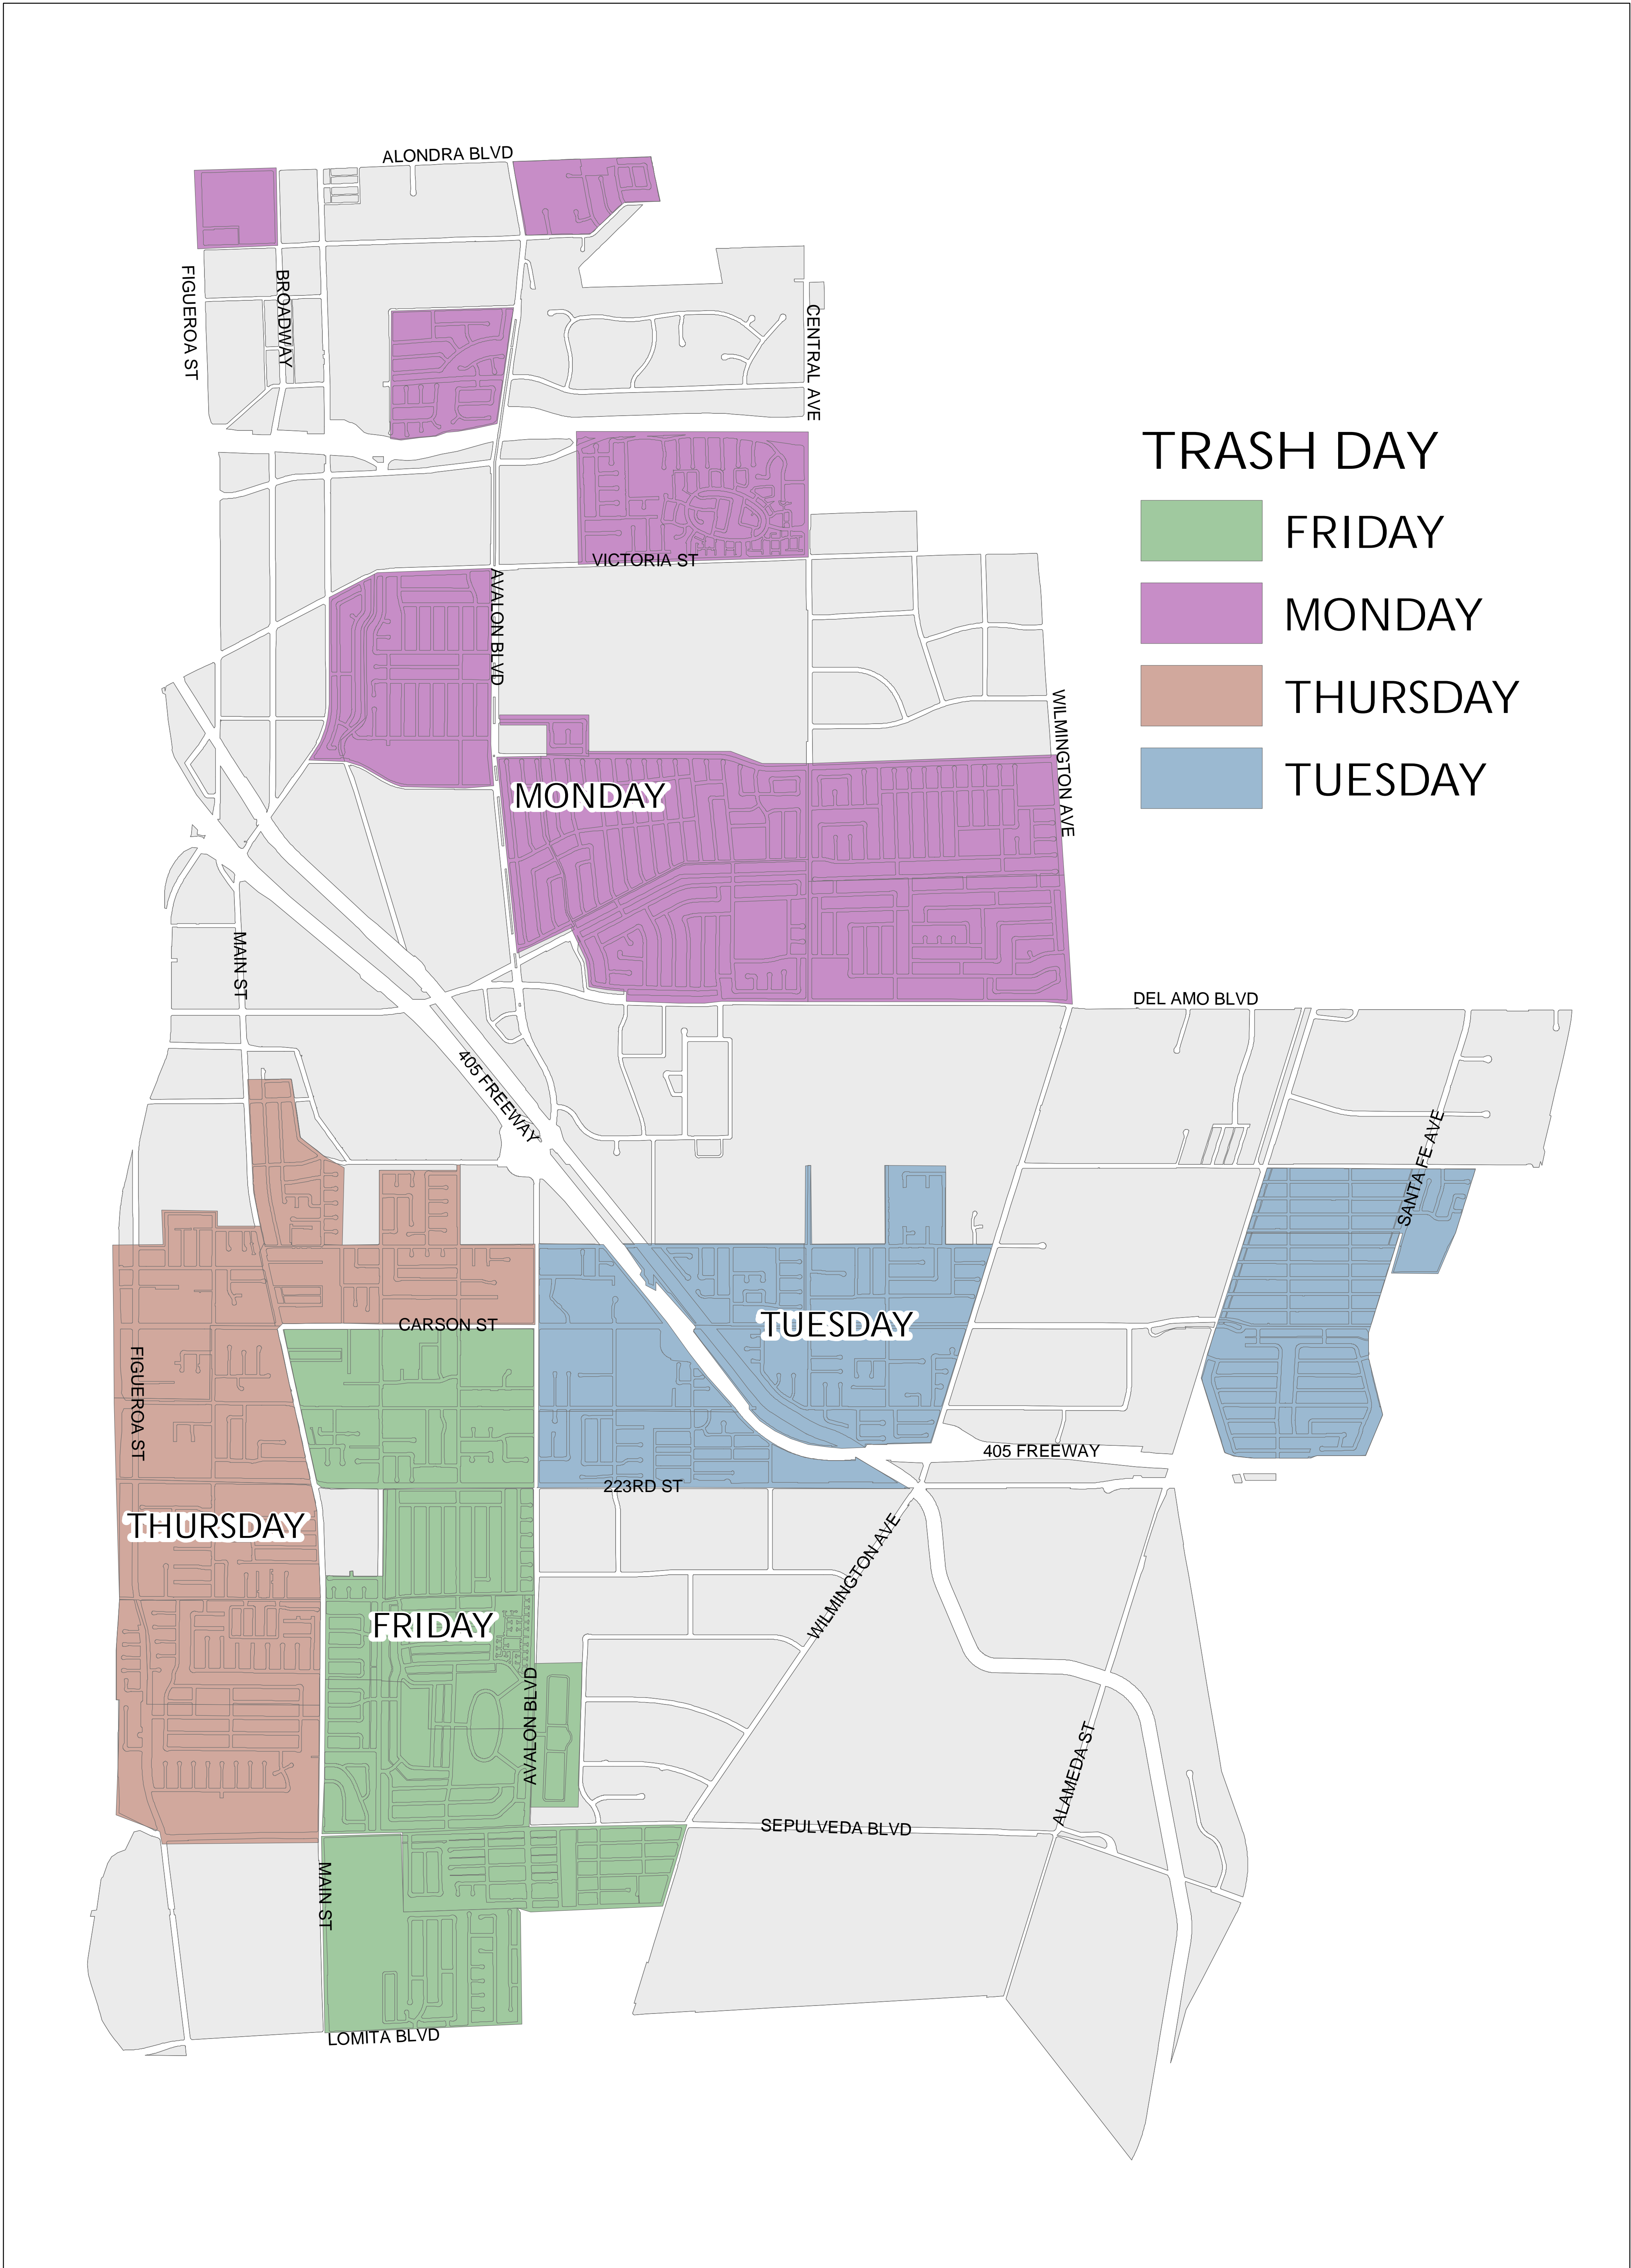 ALONDRA BLVD
FIGUEROA ST
BROADWAY
CENTRAL AVE
TRASH DAY
FRIDAY
MONDAY
THURSDAY
TUESDAY
VICTORIA ST
AVALON BLVD
WILMINGTON AVE
MONDAY
MAIN ST
DEL AMO BLVD
405 FREEWAY
SANTA FE AVE
CARSON ST
TUESDAY
FIGUEROA ST
405 FREEWAY
223RD ST
THURSDAY
WILMINGTON AVE
FRIDAY
AVALON BLVD
ALAMEDA ST
SEPULVEDA BLVD
MAIN ST
LOMITA BLVD